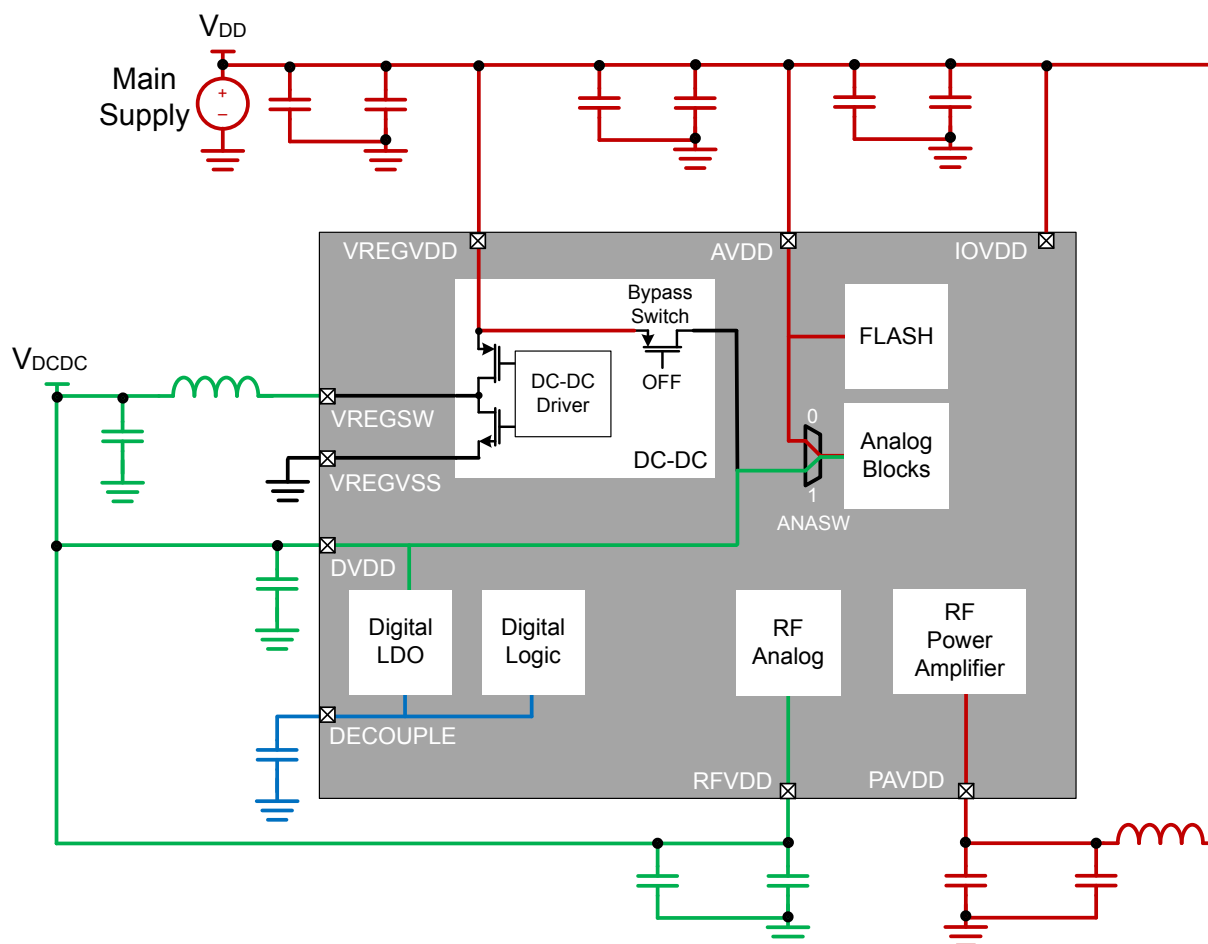 VDD
Main
Supply
+
−
VREGVDD
AVDD
IOVDD
Bypass
Switch
OFF
FLASH
VDCDC
DC-DC
Driver
VREGSW
0
Analog
Blocks
DC-DC
VREGVSS
1
ANASW
DVDD
Digital
LDO
Digital
Logic
RF
Analog
RF
Power
Amplifier
DECOUPLE
RFVDD
PAVDD